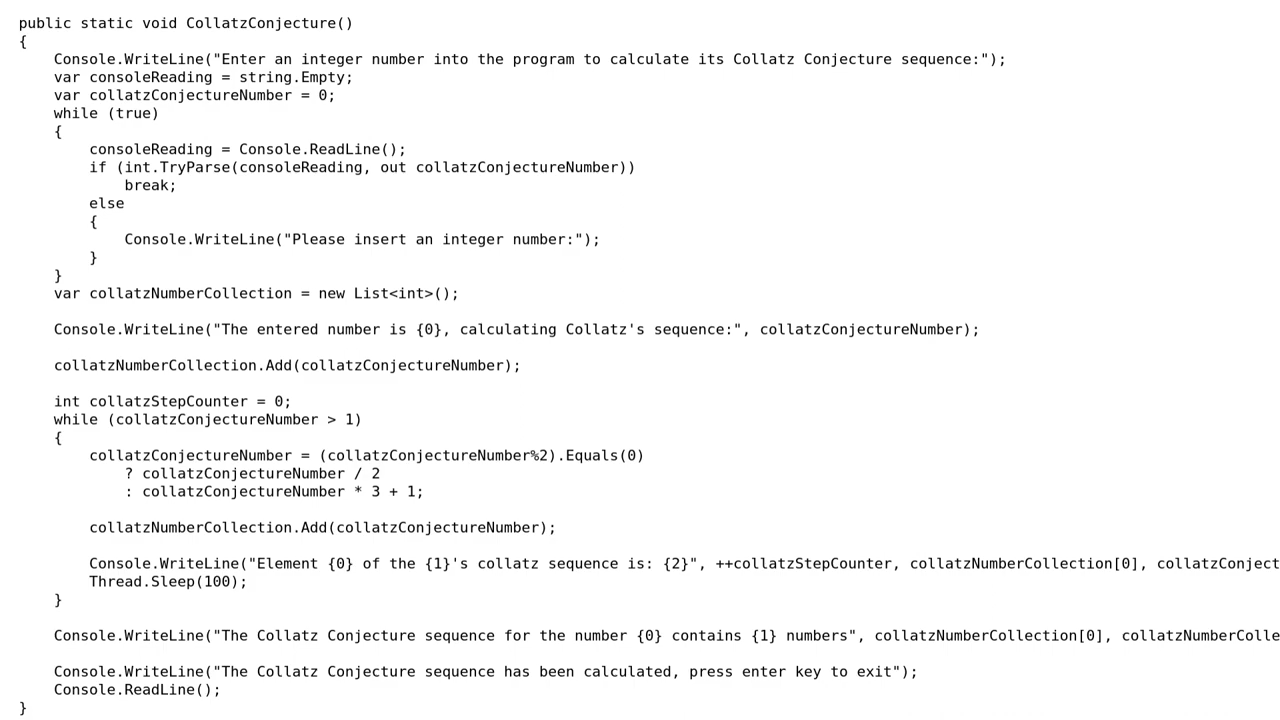 public static void CollatzConjecture()
{
    Console.WriteLine("Enter an integer number into the program to calculate its Collatz Conjecture sequence:");
    var consoleReading = string.Empty;
    var collatzConjectureNumber = 0;
    while (true)
    {
        consoleReading = Console.ReadLine();
        if (int.TryParse(consoleReading, out collatzConjectureNumber))
            break;
        else
        {
            Console.WriteLine("Please insert an integer number:");
        }
    }
    var collatzNumberCollection = new List<int>();

    Console.WriteLine("The entered number is {0}, calculating Collatz's sequence:", collatzConjectureNumber);

    collatzNumberCollection.Add(collatzConjectureNumber);

    int collatzStepCounter = 0;
    while (collatzConjectureNumber > 1)
    {
        collatzConjectureNumber = (collatzConjectureNumber%2).Equals(0)
            ? collatzConjectureNumber / 2
            : collatzConjectureNumber * 3 + 1;

        collatzNumberCollection.Add(collatzConjectureNumber);

        Console.WriteLine("Element {0} of the {1}'s collatz sequence is: {2}", ++collatzStepCounter, collatzNumberCollection[0], collatzConject
        Thread.Sleep(100);
    }

    Console.WriteLine("The Collatz Conjecture sequence for the number {0} contains {1} numbers", collatzNumberCollection[0], collatzNumberColle

    Console.WriteLine("The Collatz Conjecture sequence has been calculated, press enter key to exit");
    Console.ReadLine();
}